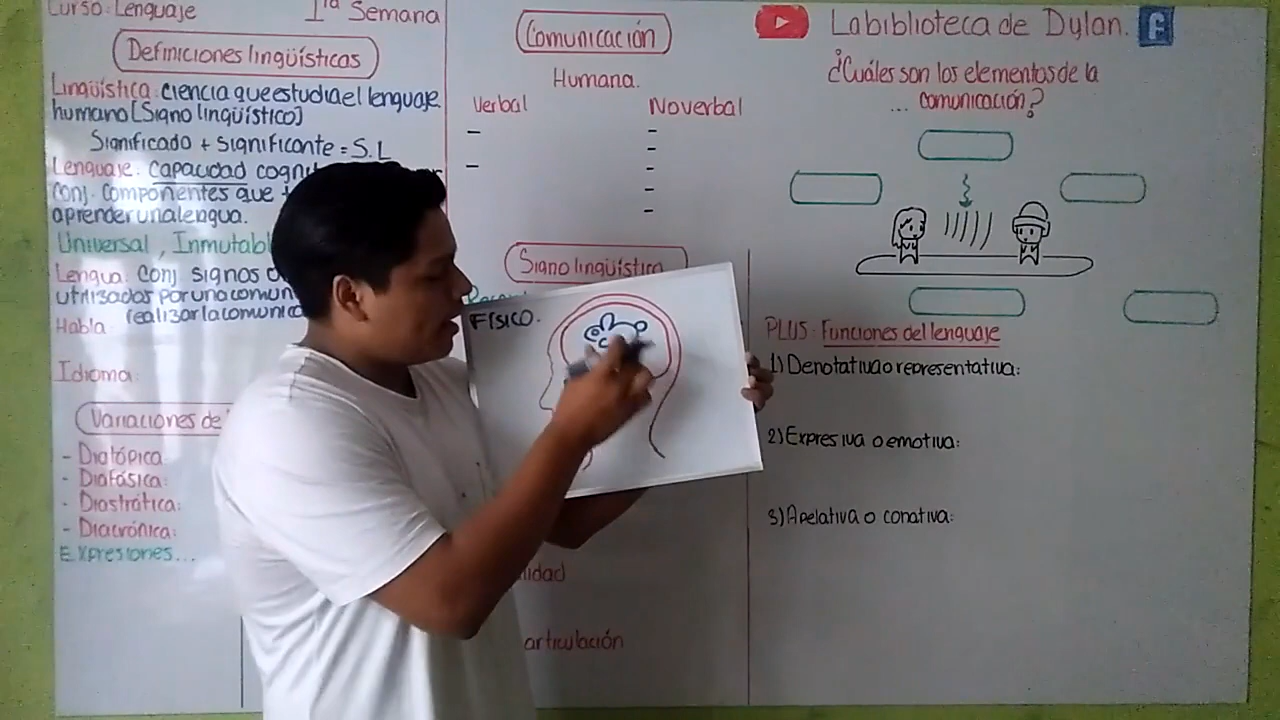 Curso: Lenguaje
1ra Semana
Definiciones lingüísticas
Lingüística: ciencia que estudia el lenguaje
humano [Signo lingüístico]
Significado + significante = S.L
Lenguaje: capacidad
Conj. componentes que
aprender una lengua.
Universal, Inmutabl
Lengua: Conj signos
utilizados por una comun
realizar la comunic
Habla:
Idioma:
Variaciones de
- Diatópica
- Diafásica:
- Diastrática:
- Diacrónica:
Expresiones...
Comunicación
Humana.
Verbal
No verbal
-
-
-
-
-
-
-
Signo lingüístico
FÍSICO.
idad
articulación
La biblioteca de Dylan.
¿Cuáles son los elementos de la
... comunicación?
PLUS: Funciones del lenguaje
1) Denotativa o representativa:
2) Expresiva o emotiva:
3) Apelativa o conativa: